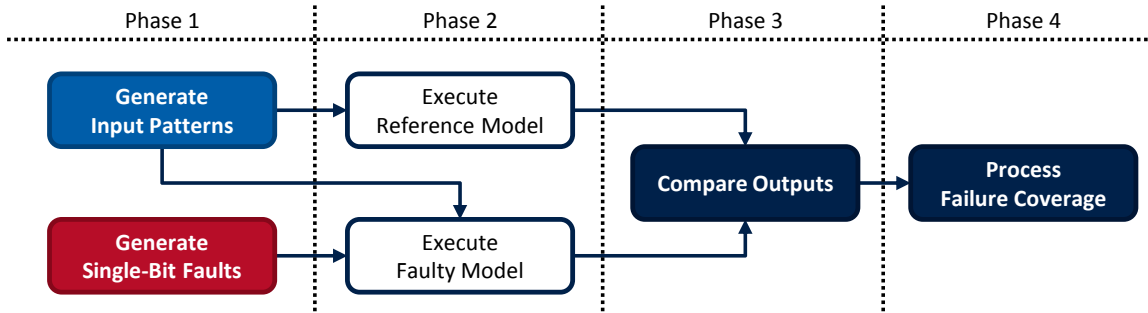 Phase 1
Phase 2
Phase 3
Phase 4
Generate
Input Patterns
Execute
Reference Model
Compare Outputs
Process
Failure Coverage
Generate
Single-Bit Faults
Execute
Faulty Model